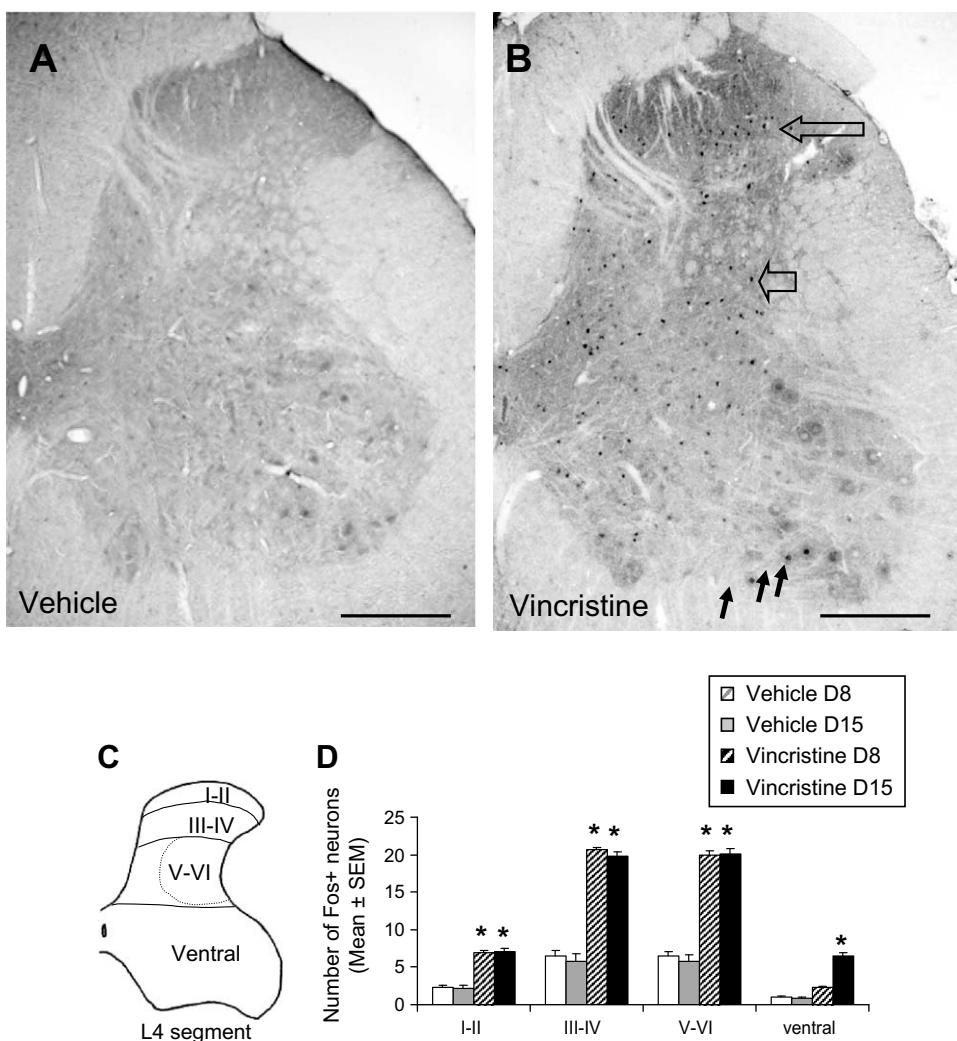 A
B
Vehicle
Vincristine
Vehicle D8
Vehicle D15
Vincristine D8
Vincristine D15
C
I-II
III-IV
V-VI
Ventral
L4 segment
D
Number of Fos+ neurons
(Mean ± SEM)
25
20
15
10
5
0
* *
* *
* *
*
I-II
III-IV
V-VI
ventral